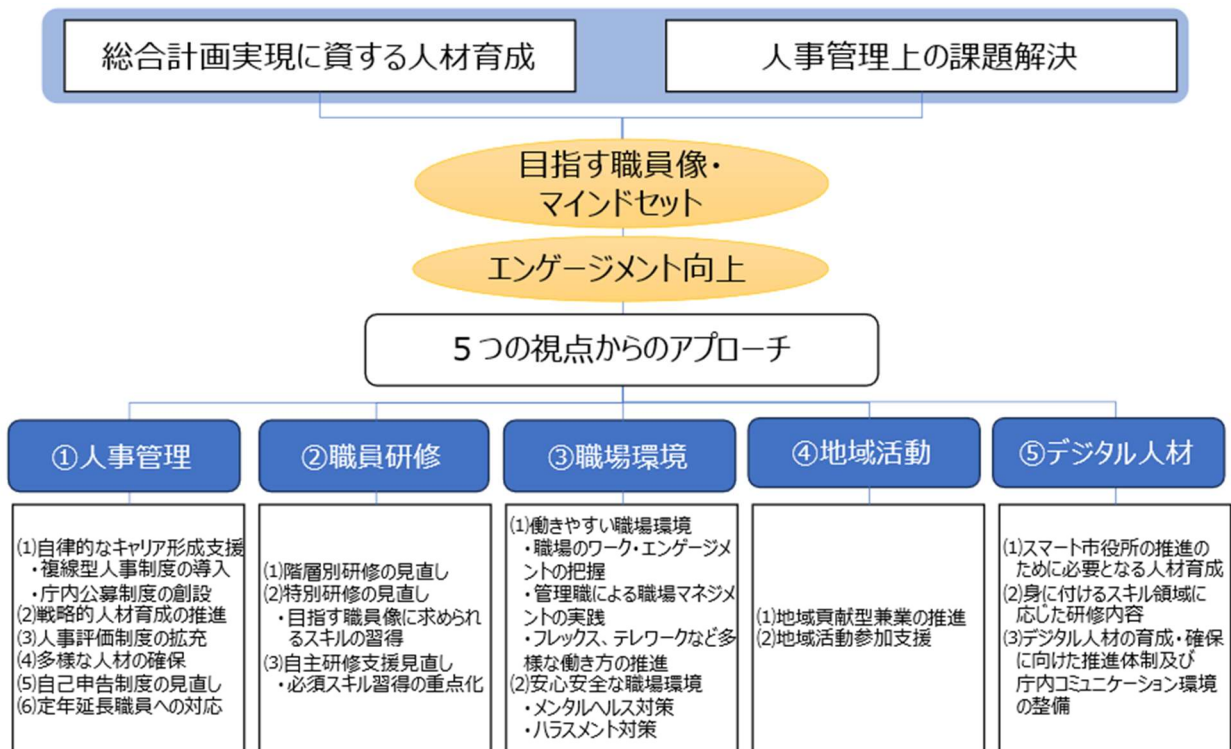 総合計画実現に資する人材育成
人事管理上の課題解決
目指す職員像・
マインドセット
エンゲージメント向上
5つの視点からのアプローチ
①人事管理
②職員研修
③職場環境
④地域活動
⑤デジタル人材
⑴自律的なキャリア形成支援
・複線型人事制度の導入
・庁内公募制度の創設
⑵戦略的人材育成の推進
⑶人事評価制度の拡充
⑷多様な人材の確保
⑸自己申告制度の見直し
⑹定年延長職員への対応
⑴階層別研修の見直し
⑵特別研修の見直し
・目指す職員像に求めら
れるスキルの習得
⑶自主研修支援見直し
・必須スキル習得の重点化
⑴働きやすい職場環境
・職場のワーク・エンゲージメ
ントの把握
・管理職による職場マネジメ
ントの実践
・フレックス、テレワークなど多
様な働き方の推進
⑵安心安全な職場環境
・メンタルヘルス対策
・ハラスメント対策
⑴地域貢献型兼業の推進
⑵地域活動参加支援
⑴スマート市役所の推進の
ために必要となる人材育成
⑵身に付けるスキル領域に
応じた研修内容
⑶デジタル人材の育成・確保
に向けた推進体制及び
庁内コミュニケーション環境
の整備